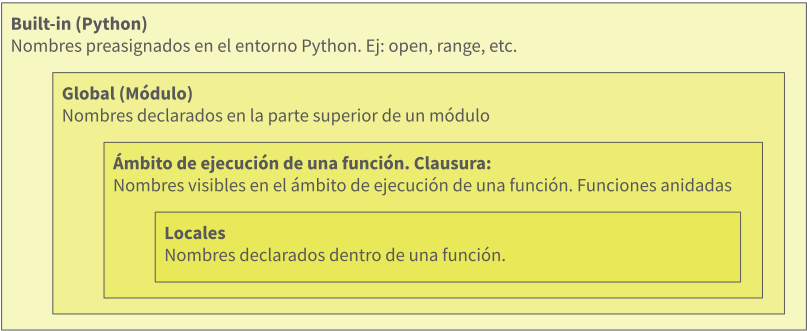 Built-in (Python)
Nombres preasignados en el entorno Python. Ej: open, range, etc.
Global (Módulo)
Nombres declarados en la parte superior de un módulo
Ámbito de ejecución de una función. Clausura:
Nombres visibles en el ámbito de ejecución de una función. Funciones anidadas
Locales
Nombres declarados dentro de una función.